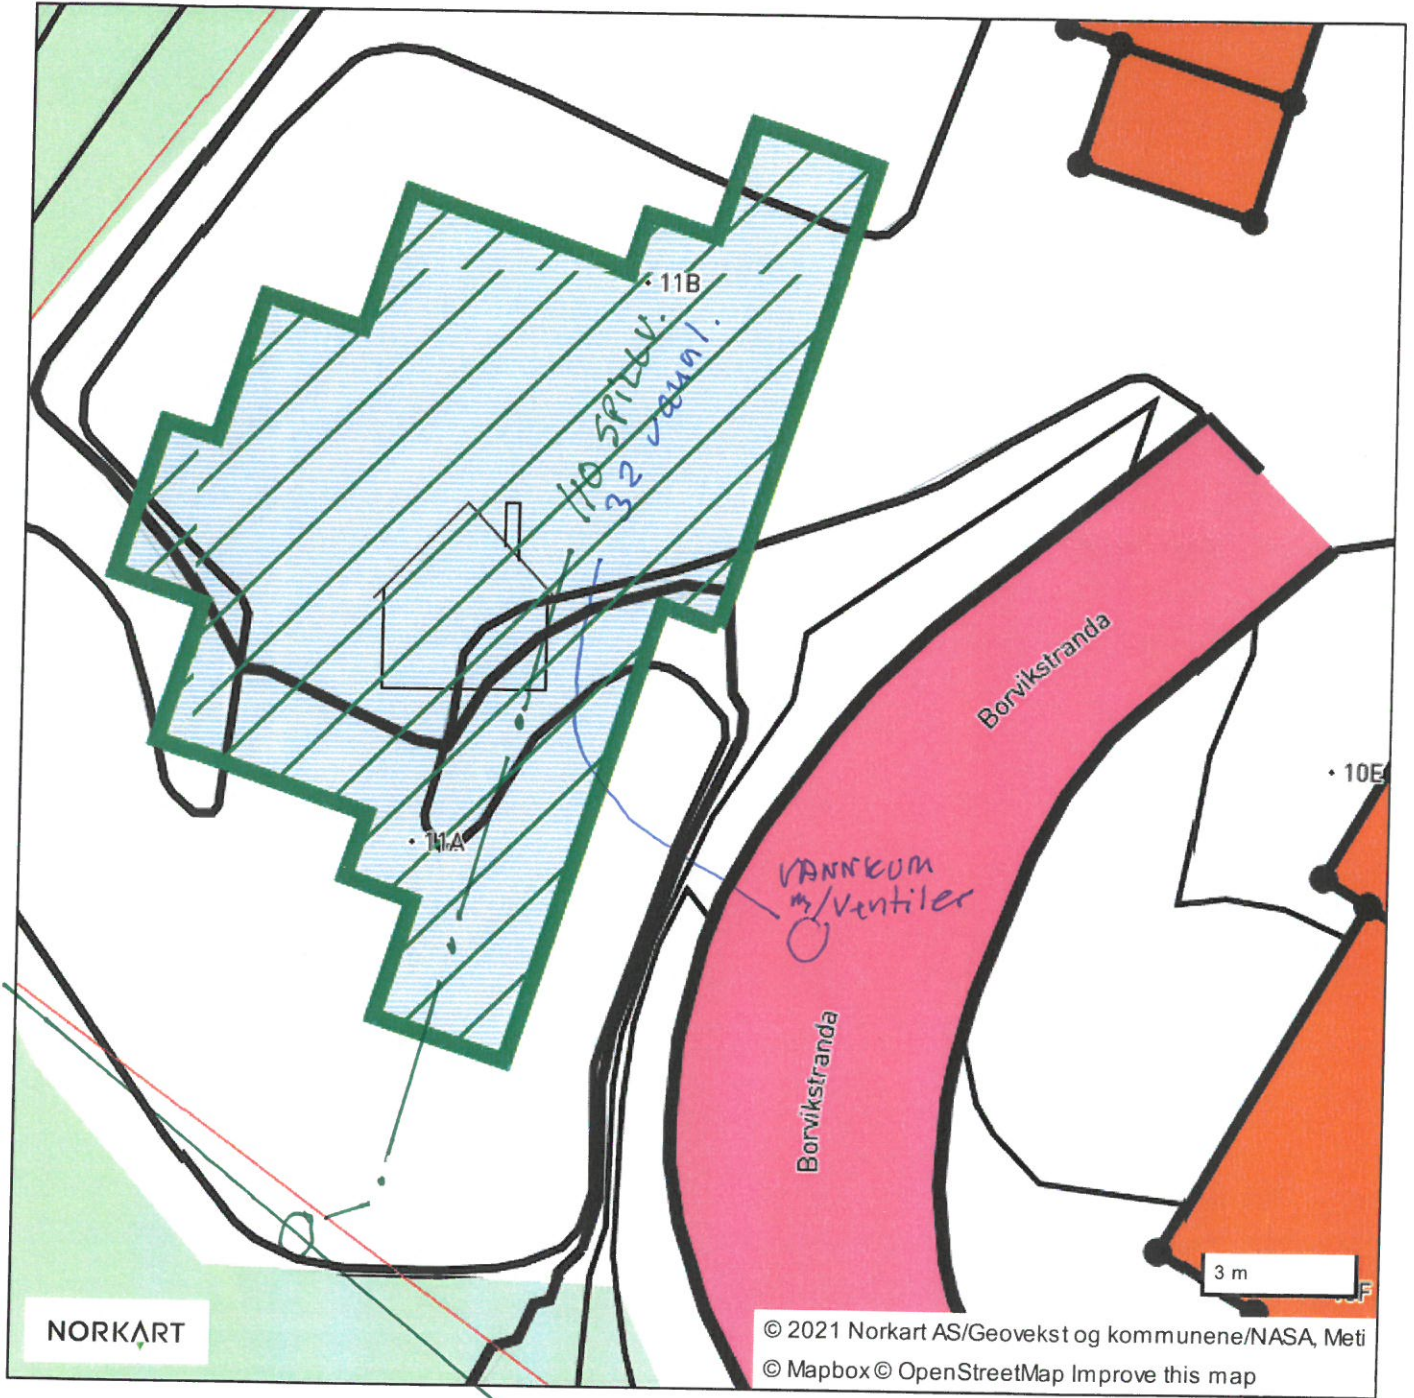 11B
110 SPILLV.
32 vannl.
Borvikstranda
10E
11A
VANNKUM
m/ventiler
Borvikstranda
3 m
NORKART
© 2021 Norkart AS/Geovekst og kommunene/NASA, Meti
© Mapbox © OpenStreetMap Improve this map